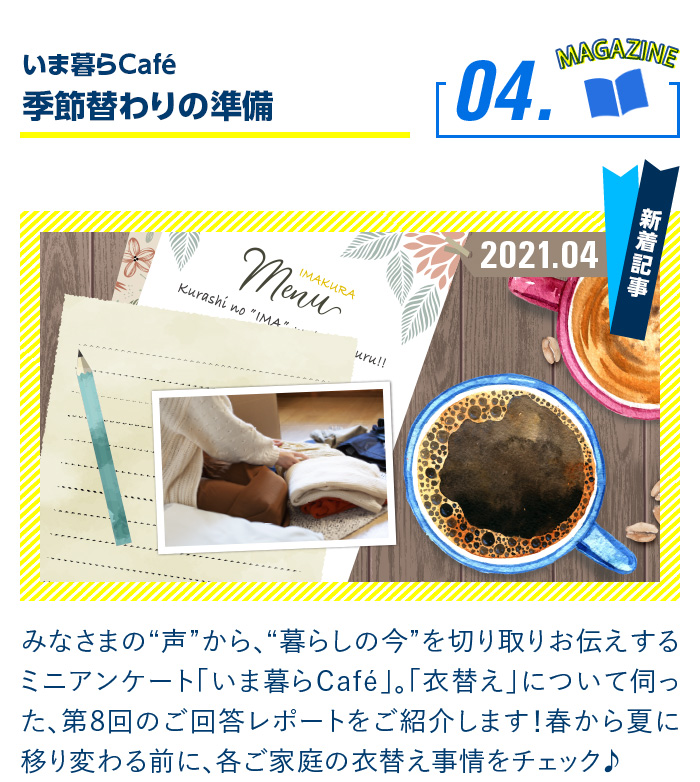 いま暮らCafé
季節替わりの準備
04.
MAGAZINE
新着記事
2021.04
IMAKURA
Menu
Kurashi no "IMA"
uru!!
みなさまの“声”から、“暮らしの今”を切り取りお伝えする
ミニアンケート「いま暮らCafé」。「衣替え」について伺っ
た、第8回のご回答レポートをご紹介します！春から夏に
移り変わる前に、各ご家庭の衣替え事情をチェック♪